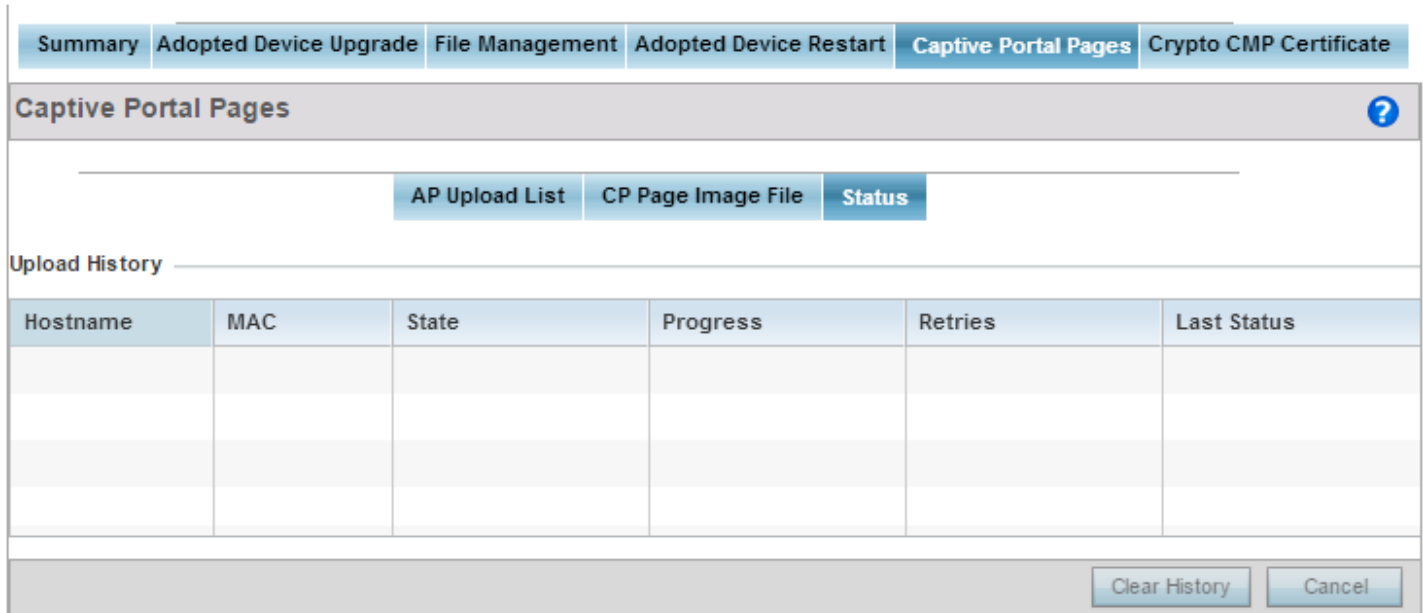 Summary Adopted Device Upgrade File Management Adopted Device Restart Captive Portal Pages Crypto CMP Certificate
Captive Portal Pages ?
AP Upload List CP Page Image File Status
Upload History
Hostname MAC State Progress Retries Last Status
Clear History Cancel